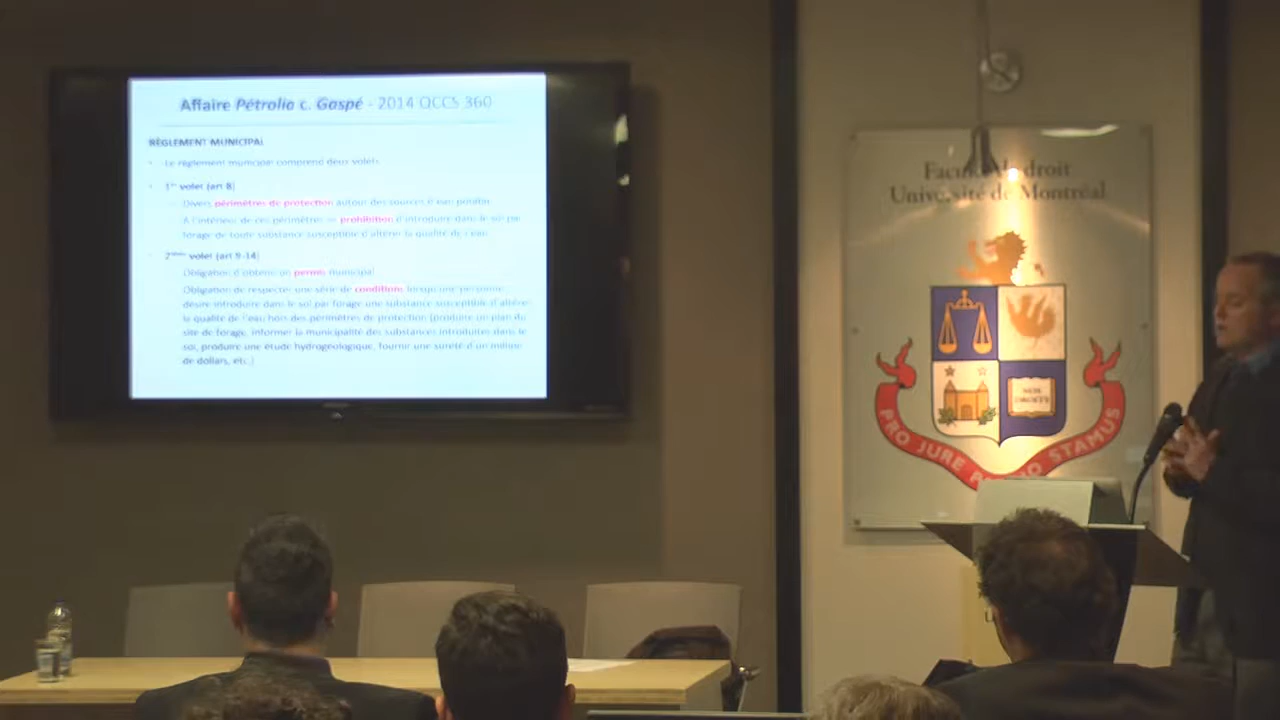 Affaire Pétrolia c. Gaspé - 2014 QCCS 360
RÈGLEMENT MUNICIPAL
Le règlement municipal comprend deux volets
1er volet (art 8)
Divers périmètres de protection autour des sources d'eau potable
A l'intérieur de ces périmètres = prohibition d'introduire dans le sol par
forage de toute substance susceptible d'altérer la qualité de l'eau
2ième volet (art 9-14)
Obligation d'obtenir un permis municipal
Obligation de respecter une série de conditions lorsqu'une personne
désire introduire dans le sol par forage une substance susceptible d'altérer
la qualité de l'eau hors des périmètres de protection (produire un plan du
site de forage, informer la municipalité des substances introduites dans le
sol, produire une étude hydrogéologique, fournir une sureté d'un million
de dollars, etc.)
Faculté de droit
Université de Montréal
PRO JURE STAMUS